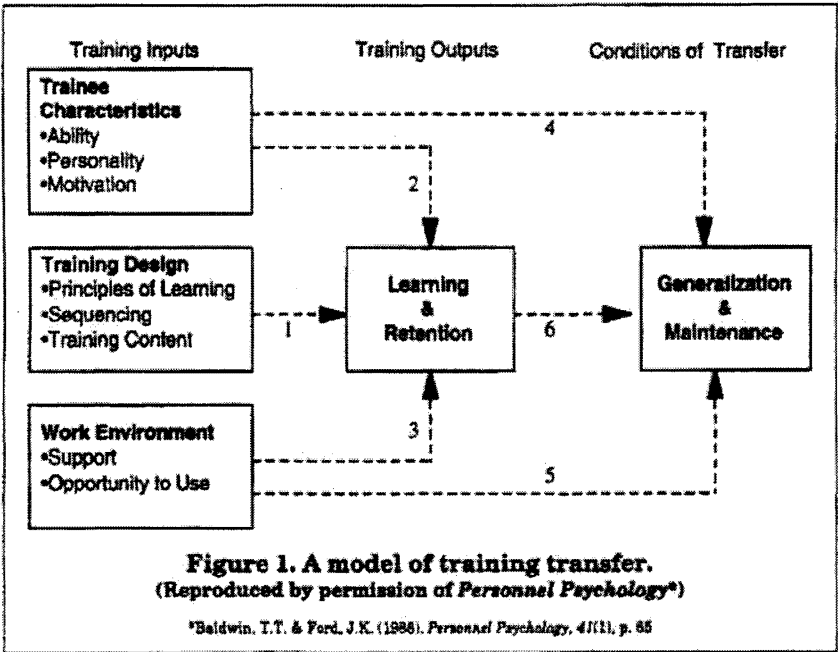 Training Inputs
Training Outputs
Conditions of Transfer
Trainee
Characteristics
•Ability
•Personality
•Motivation
4
2
Training Design
•Principles of Learning
•Sequencing
•Training Content
1
Learning
&
Retention
6
Generalization
&
Maintenance
Work Environment
•Support
•Opportunity to Use
3
5
Figure 1. A model of training transfer.
(Reproduced by permission of Personnel Psychology*)
*Baldwin, T.T. & Ford, J.K. (1988). Personnel Psychology, 41(1), p. 65